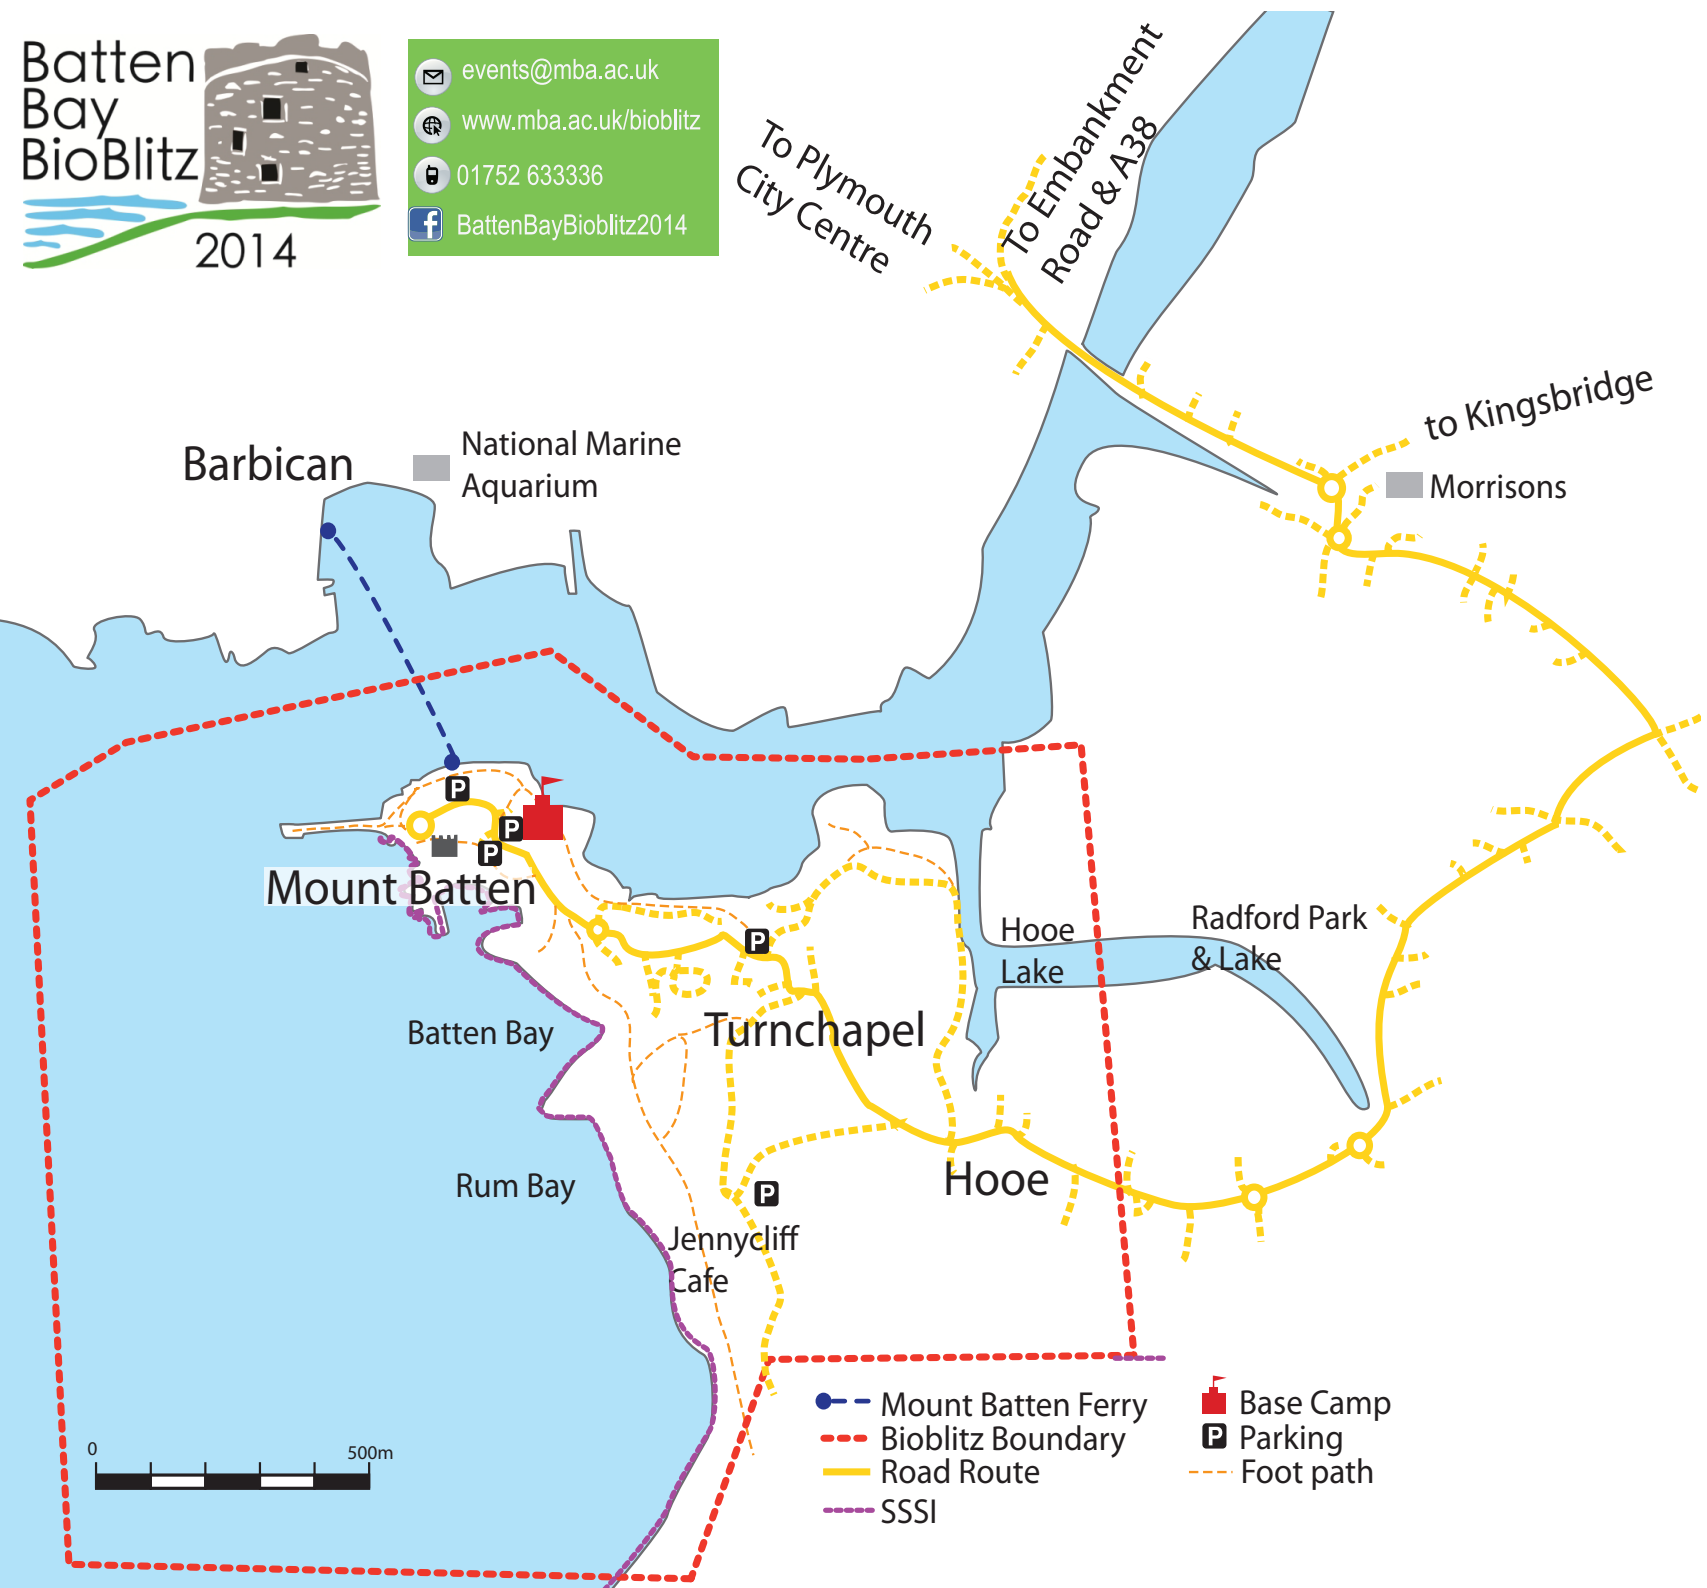 Batten
Bay
BioBlitz
2014
events@mba.ac.uk
www.mba.ac.uk/bioblitz
01752 633336
BattenBayBioblitz2014
To Plymouth
City Centre
To Embankment
Road & A38
to Kingsbridge
Morrisons
Barbican
National Marine
Aquarium
P
P
P
Mount Batten
P
Hooe
Lake
Radford Park
& Lake
Batten Bay
Turnchapel
Rum Bay
Hooe
P
Jennycliff
Cafe
0
500m
Mount Batten Ferry
Bioblitz Boundary
Road Route
SSSI
Base Camp
P Parking
Foot path